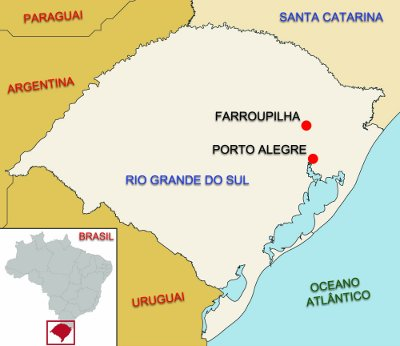 PARAGUAI
SANTA CATARINA
ARGENTINA
FARROUPILHA
PORTO ALEGRE
RIO GRANDE DO SUL
BRASIL
URUGUAI
OCEANO
ATLÂNTICO